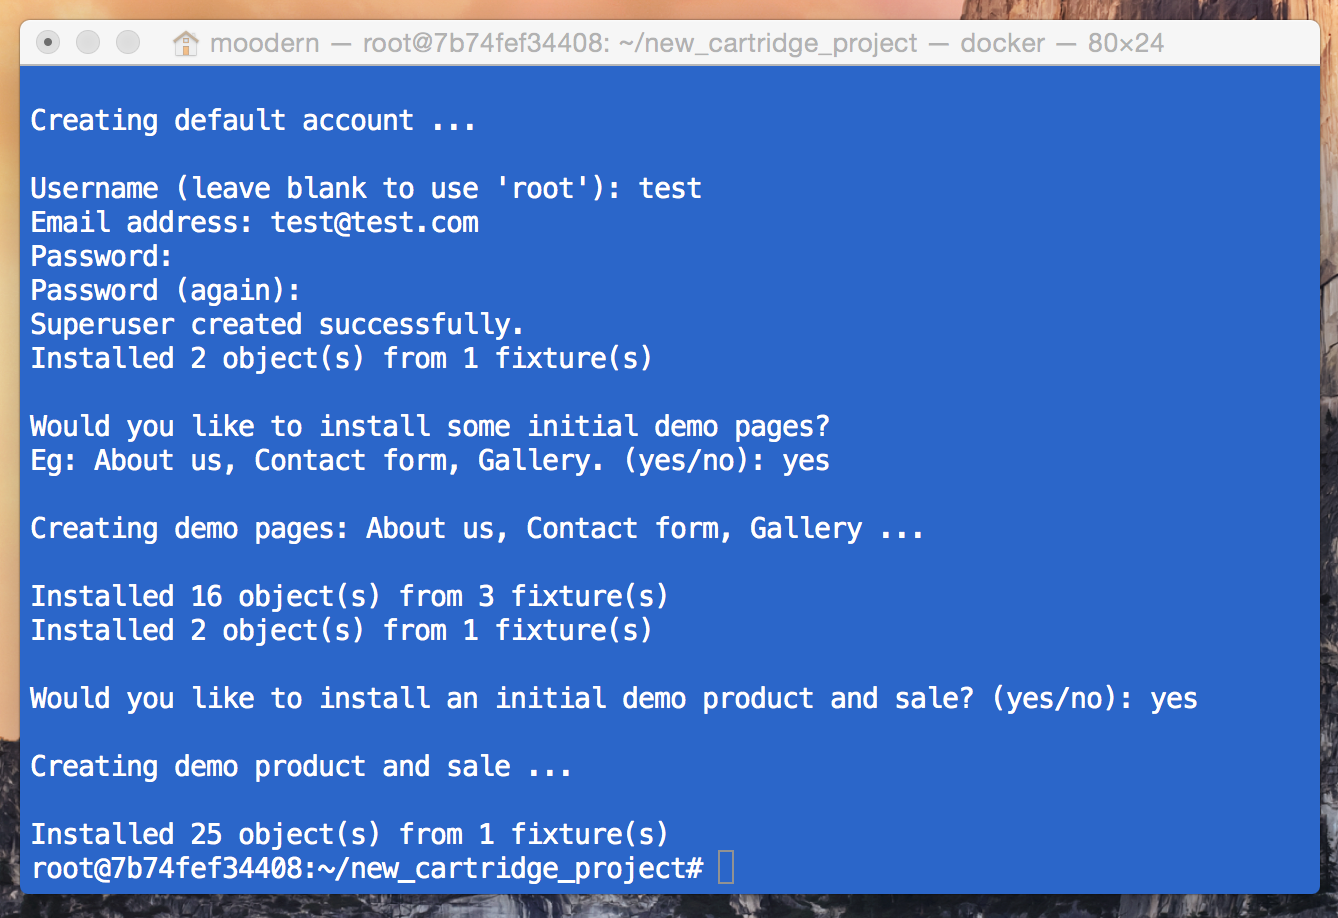 moodern — root@7b74fef34408: ~/new_cartridge_project — docker — 80×24
Creating default account ...
Username (leave blank to use 'root'): test
Email address: test@test.com
Password:
Password (again):
Superuser created successfully.
Installed 2 object(s) from 1 fixture(s)
Would you like to install some initial demo pages?
Eg: About us, Contact form, Gallery. (yes/no): yes
Creating demo pages: About us, Contact form, Gallery ...
Installed 16 object(s) from 3 fixture(s)
Installed 2 object(s) from 1 fixture(s)
Would you like to install an initial demo product and sale? (yes/no): yes
Creating demo product and sale ...
Installed 25 object(s) from 1 fixture(s)
root@7b74fef34408:~/new_cartridge_project#